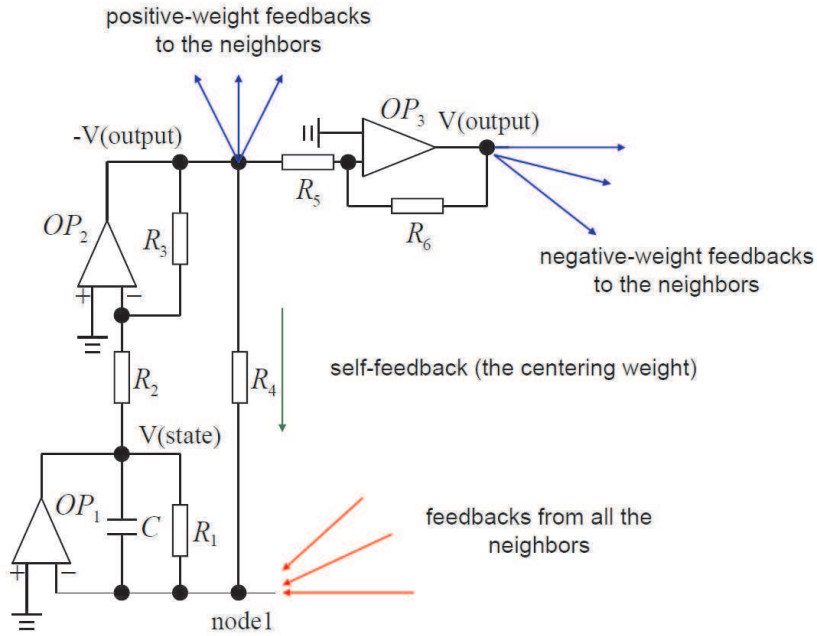 positive-weight feedbacks
to the neighbors
-V(output)
OP3
V(output)
R5
R6
OP2
R3
+ −
negative-weight feedbacks
to the neighbors
R2
R4
self-feedback (the centering weight)
V(state)
OP1
C
R1
+ −
feedbacks from all the
neighbors
node1